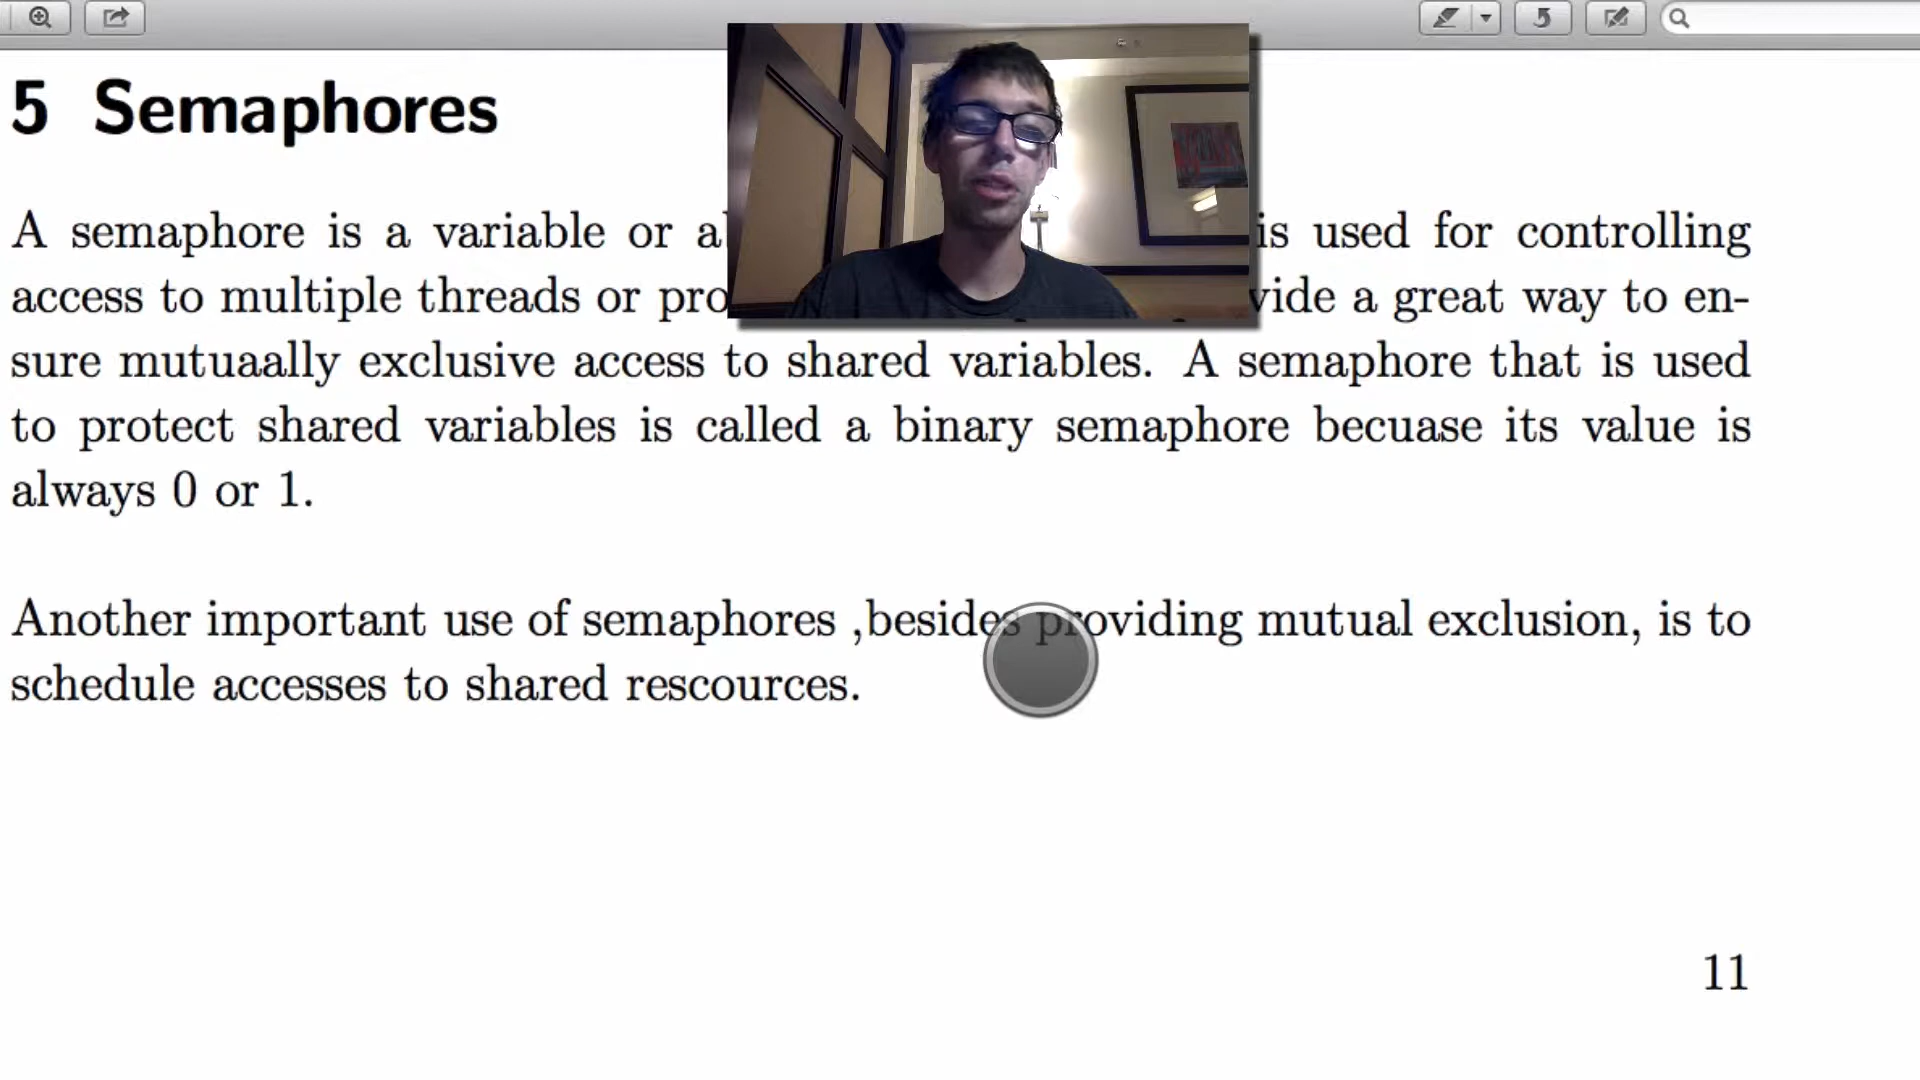 5 Semaphores
A semaphore is a variable or is used for controlling
access to multiple threads or a great way to en-
sure mutuaally exclusive access to shared variables. A semaphore that is used
to protect shared variables is called a binary semaphore becuase its value is
always 0 or 1.
Another important use of semaphores ,besides providing mutual exclusion, is to
schedule accesses to shared rescources.
11